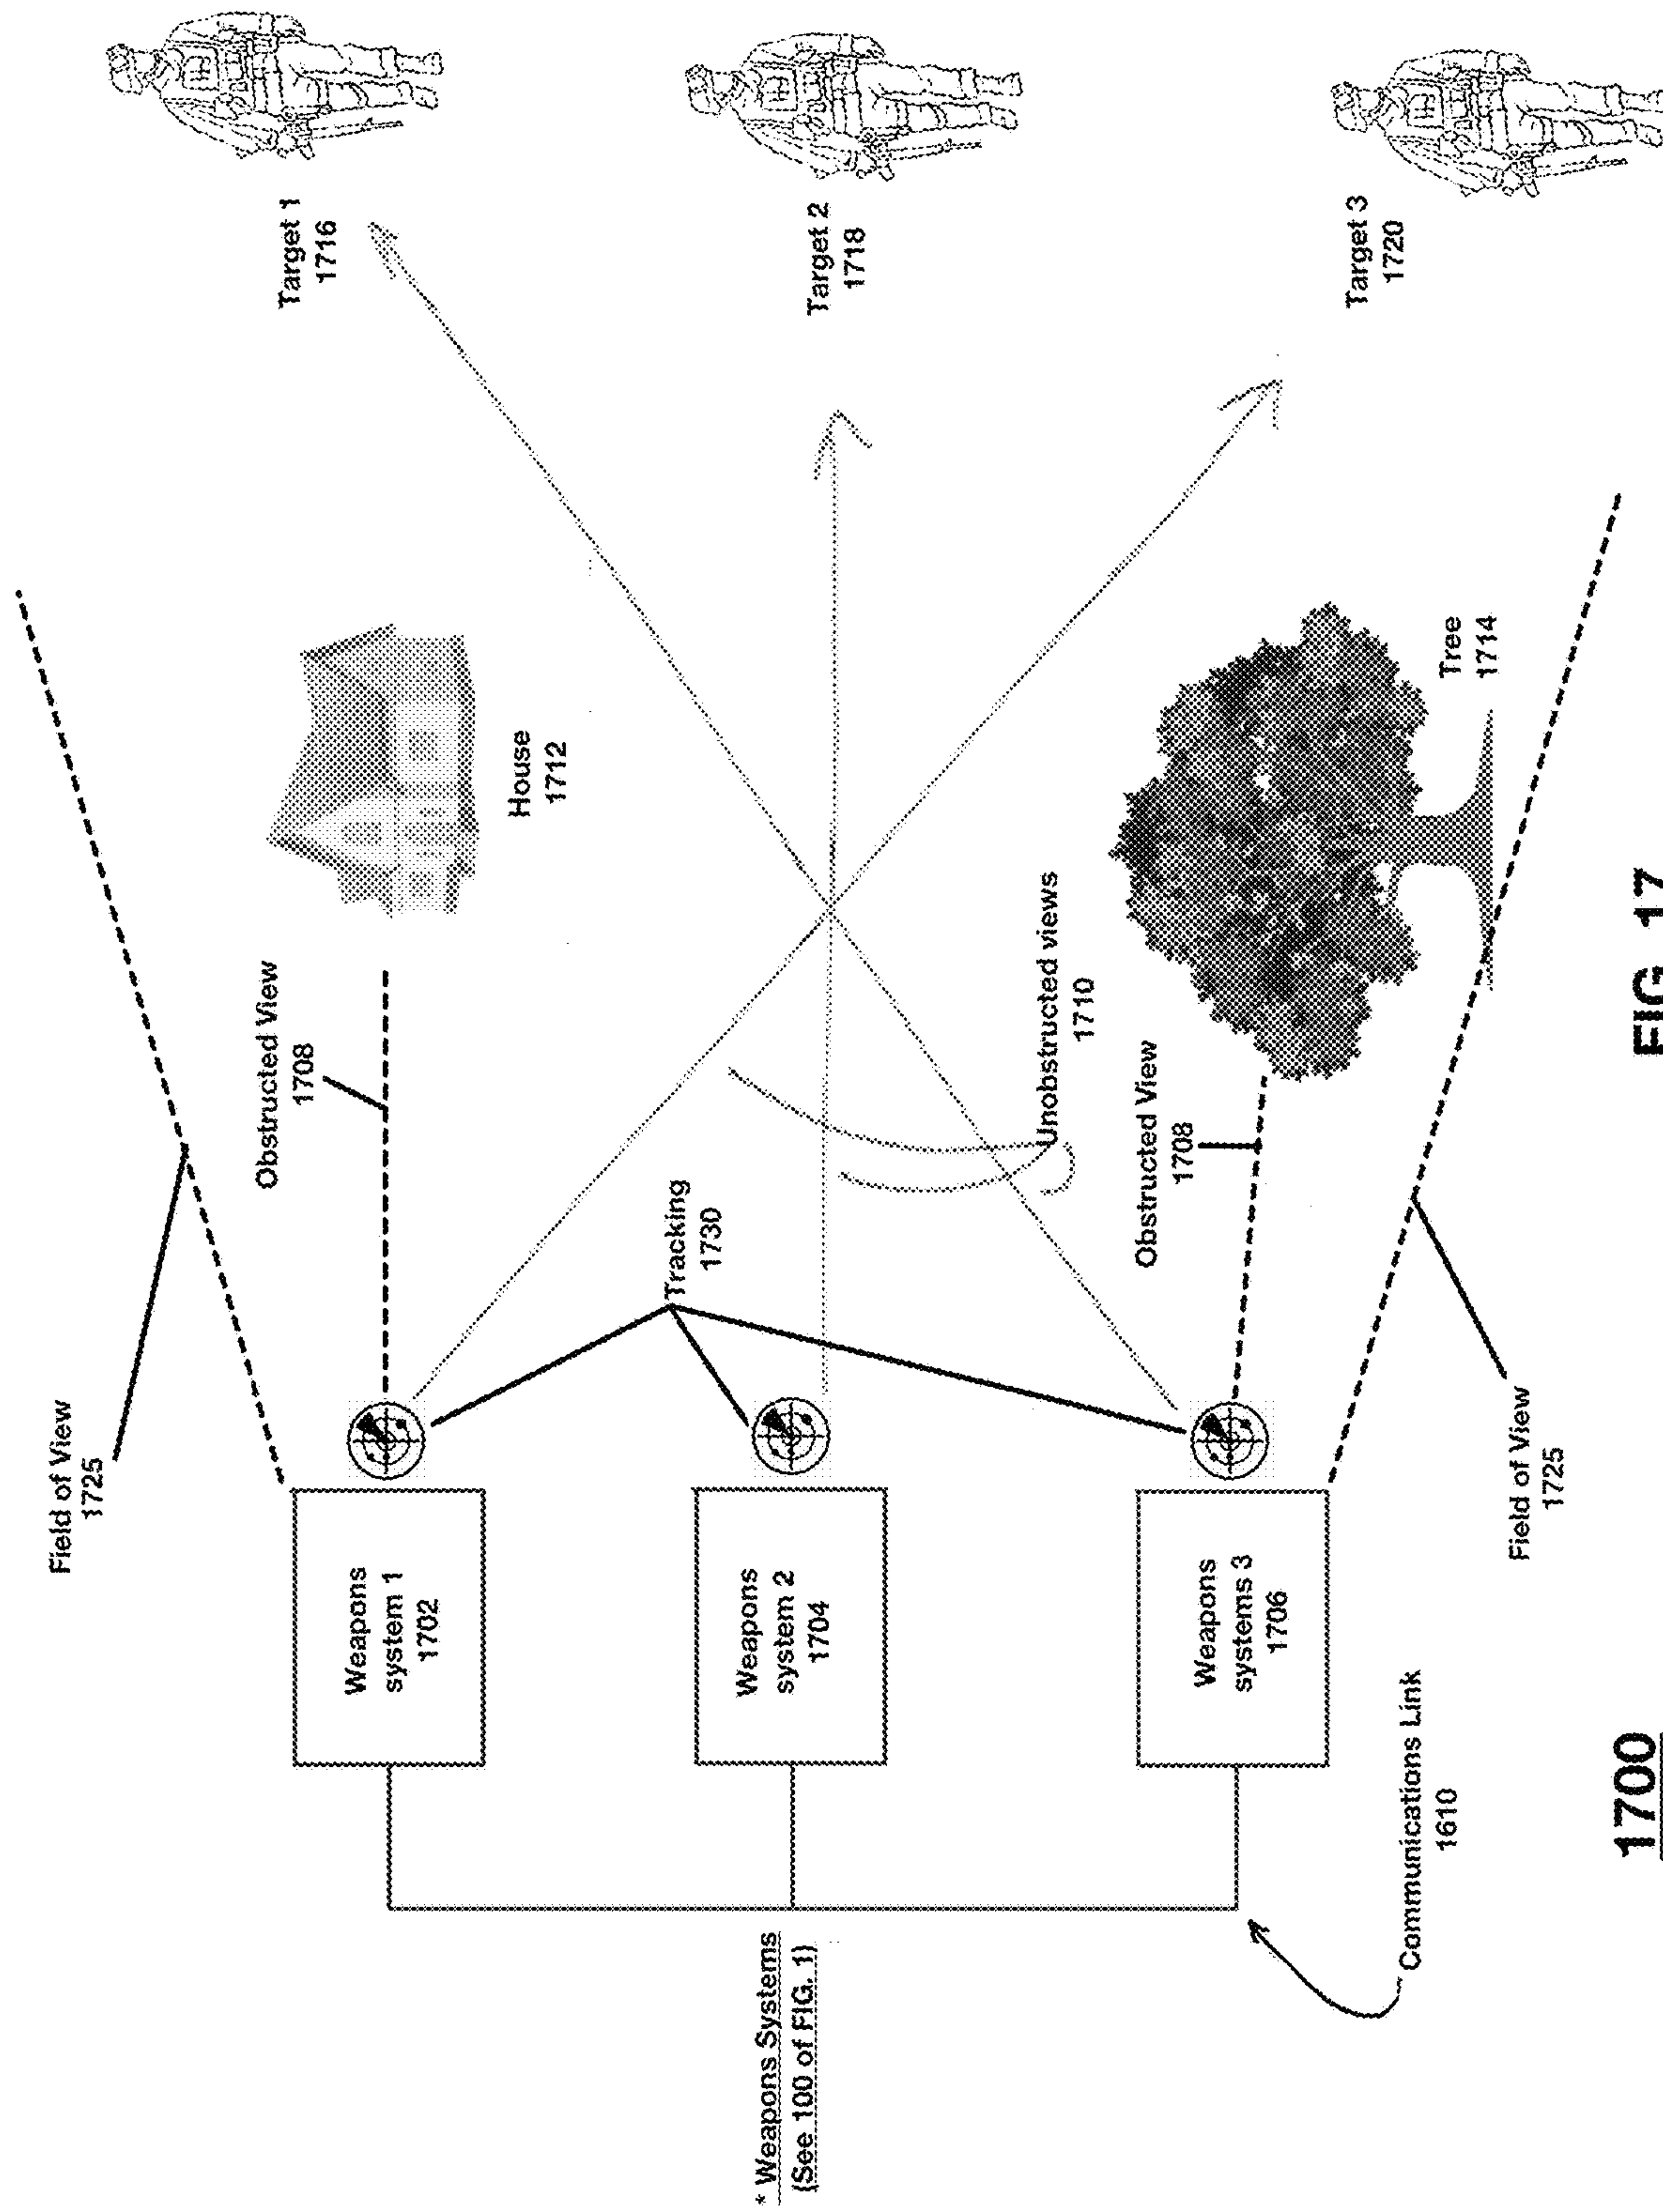 Field of View
1725
Target 1
1716
Obstructed View
1708
House
1712
Weapons
system 1
1702
Tracking
1730
* Weapons Systems
(See 100 of FIG. 1)
Weapons
system 2
1704
Target 2
1718
Unobstructed views
1710
Obstructed View
1708
Weapons
systems 3
1706
Target 3
1720
Tree
1714
Communications Link
1610
Field of View
1725
1700
FIG. 17